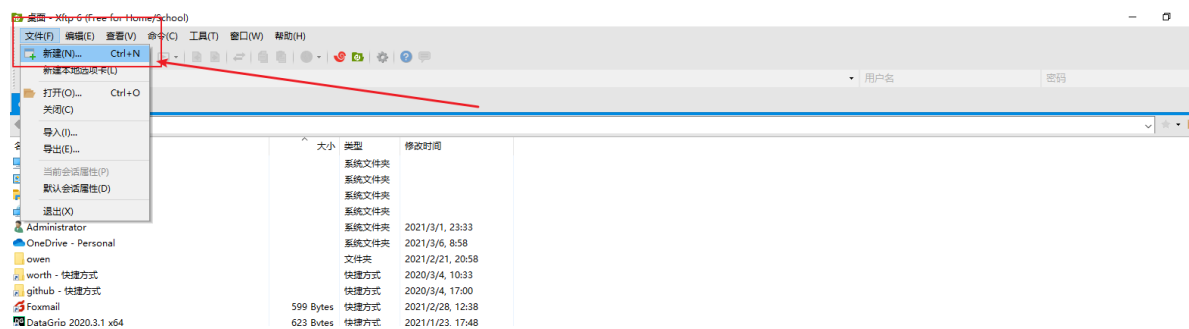 桌面 - Xftp 6 (Free for Home/School)
文件(F) 编辑(E) 查看(V) 命令(C) 工具(T) 窗口(W) 帮助(H)
新建(N)... Ctrl+N
新建本地选项卡(L)
用户名 密码
打开(O)... Ctrl+O
关闭(C)
导入(I)...
导出(E)...
大小 类型 修改时间
系统文件夹
当前会话属性(P)
系统文件夹
默认会话属性(D)
系统文件夹
退出(X)
系统文件夹
Administrator 系统文件夹 2021/3/1, 23:33
OneDrive - Personal 系统文件夹 2021/3/6, 8:58
owen 文件夹 2021/2/21, 20:58
worth - 快捷方式 快捷方式 2020/3/4, 10:33
github - 快捷方式 快捷方式 2020/3/4, 17:00
Foxmail 599 Bytes 快捷方式 2021/2/28, 12:38
DataGrip 2020.3.1 x64 623 Bytes 快捷方式 2021/1/23, 17:48